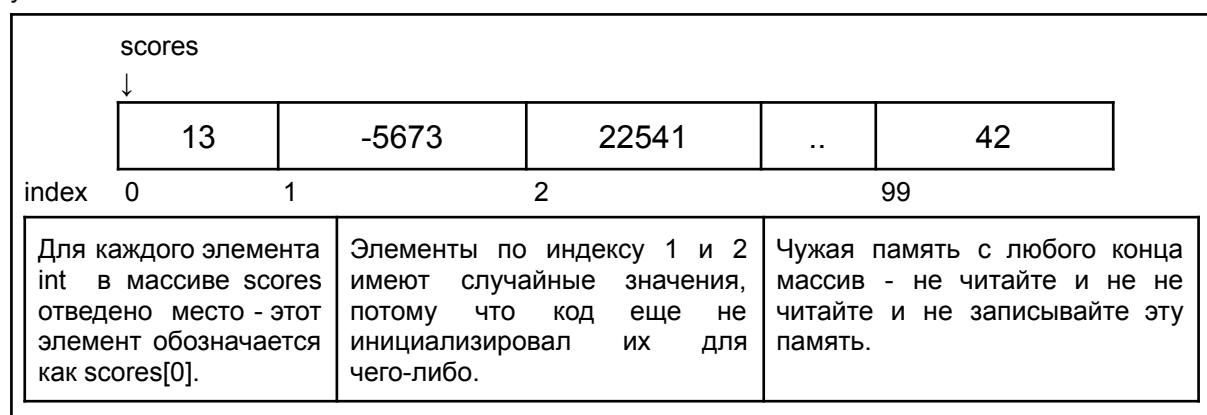 scores
↓
13 -5673 22541 .. 42
index 0 1 2 99
Для каждого элемента
int в массиве scores
отведено место - этот
элемент обозначается
как scores[0].
Элементы по индексу 1 и 2
имеют случайные значения,
потому что код еще не
инициализировал их для
чего-либо.
Чужая память с любого конца
массив - не читайте и не не
читайте и не записывайте эту
память.